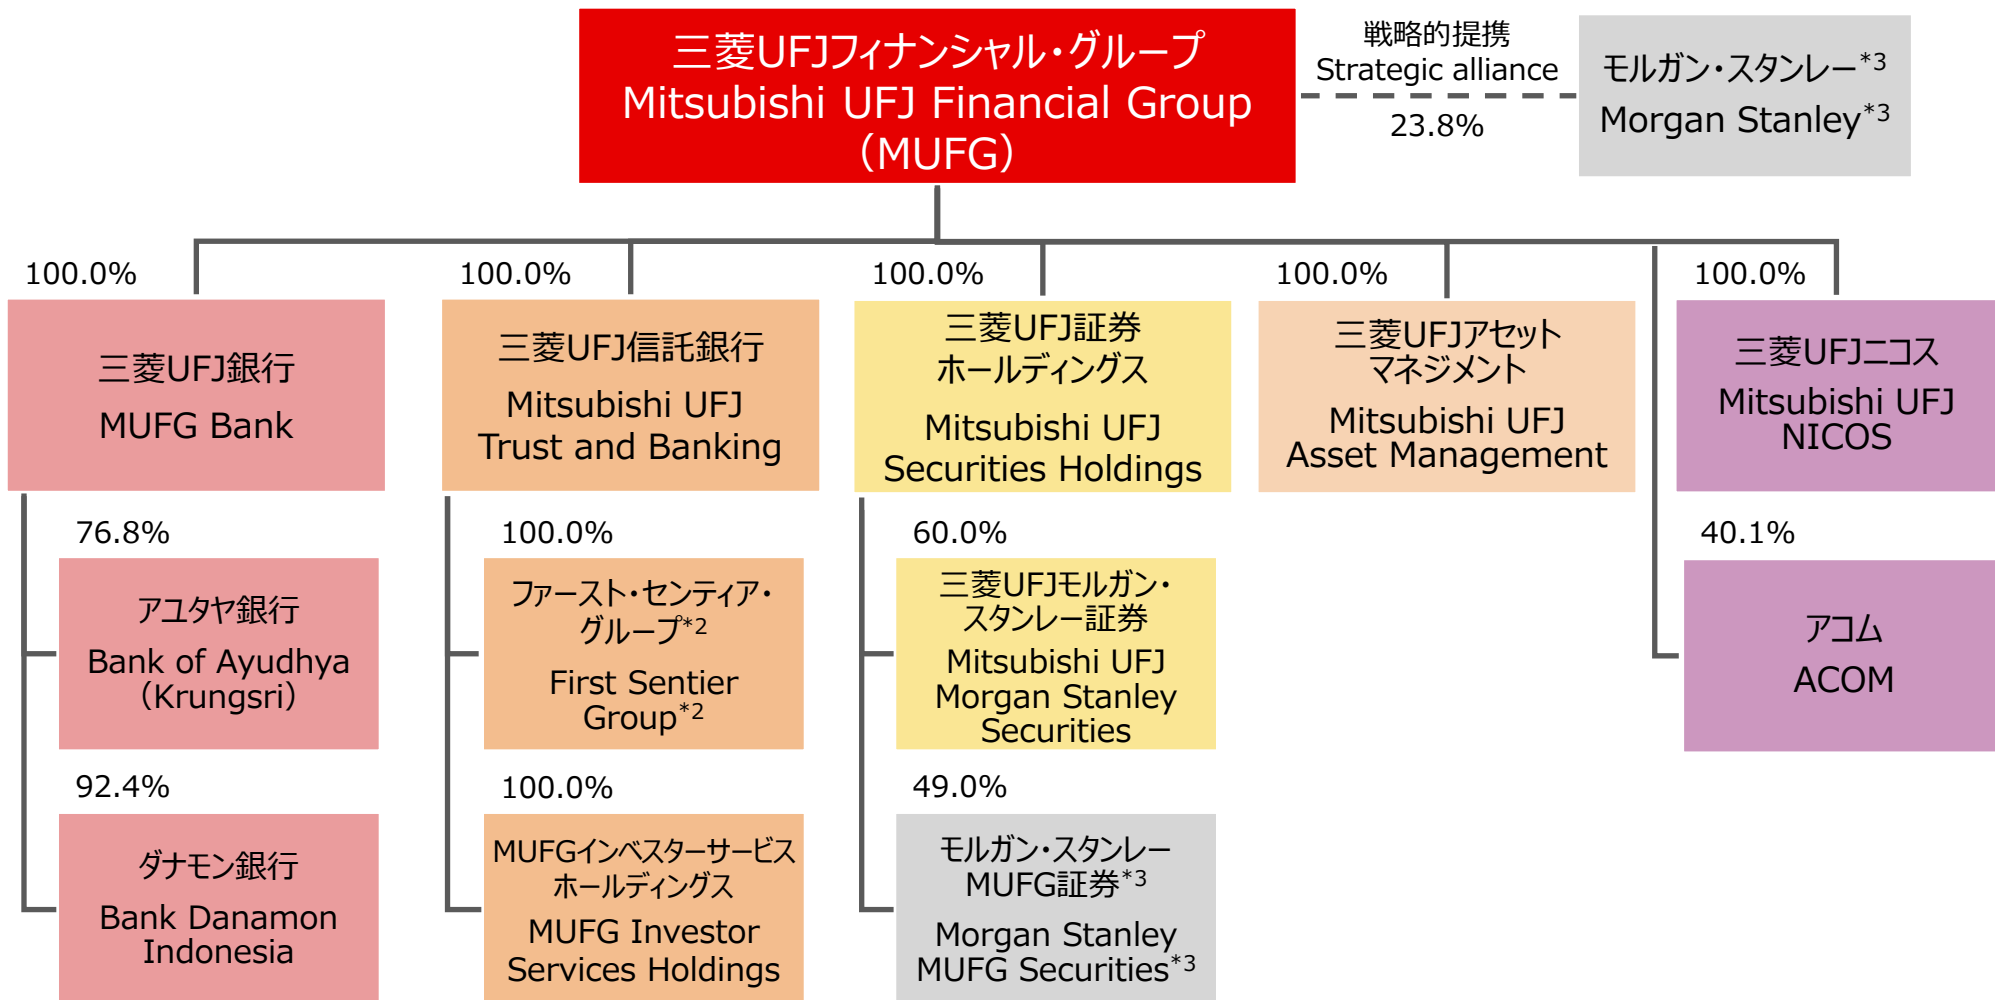 三菱UFJフィナンシャル・グループ
Mitsubishi UFJ Financial Group
（MUFG）
戦略的提携
Strategic alliance
23.8%
モルガン・スタンレー*3
Morgan Stanley*3
100.0%
三菱UFJ銀行
MUFG Bank
100.0%
三菱UFJ信託銀行
Mitsubishi UFJ
Trust and Banking
100.0%
三菱UFJ証券
ホールディングス
Mitsubishi UFJ
Securities Holdings
100.0%
三菱UFJアセット
マネジメント
Mitsubishi UFJ
Asset Management
100.0%
三菱UFJニコス
Mitsubishi UFJ
NICOS
76.8%
アユタヤ銀行
Bank of Ayudhya
（Krungsri）
100.0%
ファースト・センティア・
グループ*2
First Sentier
Group*2
60.0%
三菱UFJモルガン・
スタンレー証券
Mitsubishi UFJ
Morgan Stanley
Securities
40.1%
アコム
ACOM
92.4%
ダナモン銀行
Bank Danamon
Indonesia
100.0%
MUFGインベスターサービス
ホールディングス
MUFG Investor
Services Holdings
49.0%
モルガン・スタンレー
MUFG証券*3
Morgan Stanley
MUFG Securities*3